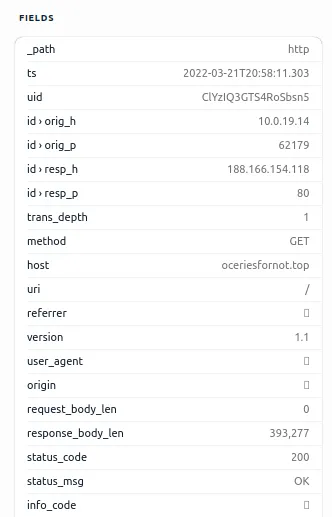 FIELDS
_path http
ts 2022-03-21T20:58:11.303
uid ClYzIQ3GTS4RoSbsn5
id › orig_h 10.0.19.14
id › orig_p 62179
id › resp_h 188.166.154.118
id › resp_p 80
trans_depth 1
method GET
host oceriesfornot.top
uri /
referrer
version 1.1
user_agent
origin
request_body_len 0
response_body_len 393,277
status_code 200
status_msg OK
info_code